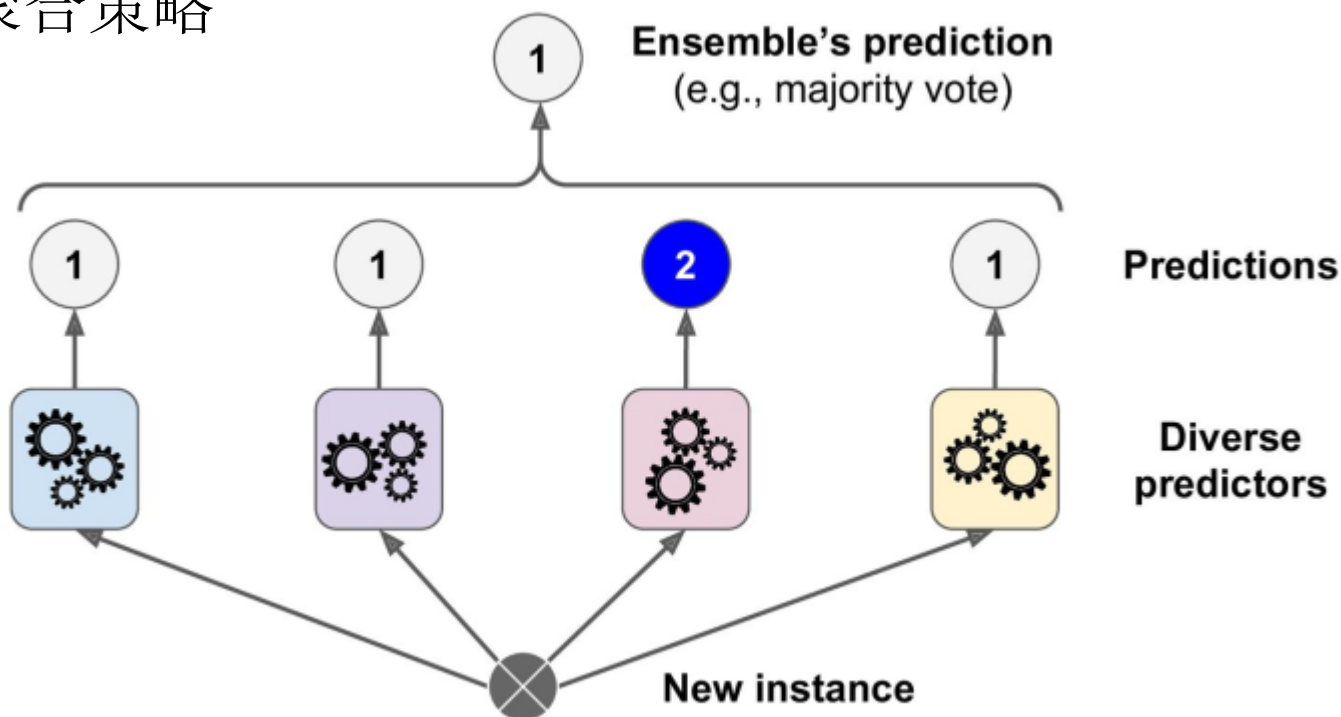 合策略
1
Ensemble's prediction
(e.g., majority vote)
1 1 2 1 Predictions
Diverse
predictors
New instance